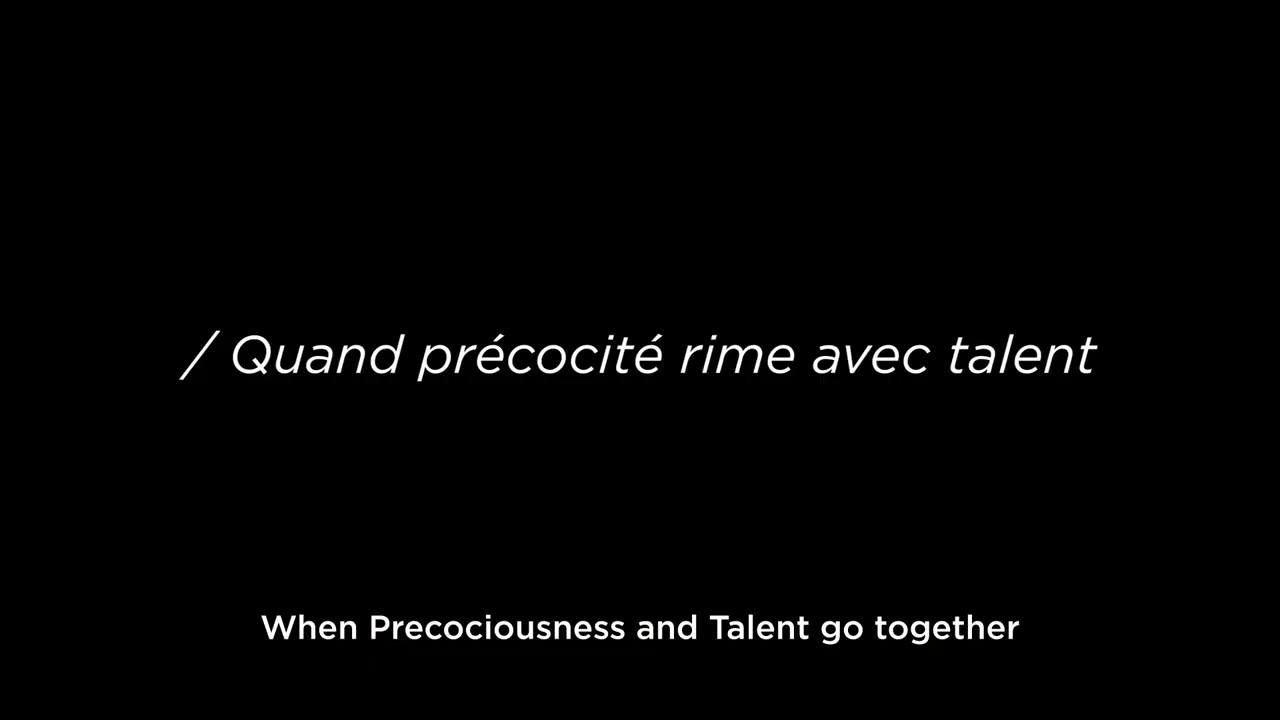 / Quand précocité rime avec talent
When Precociousness and Talent go together